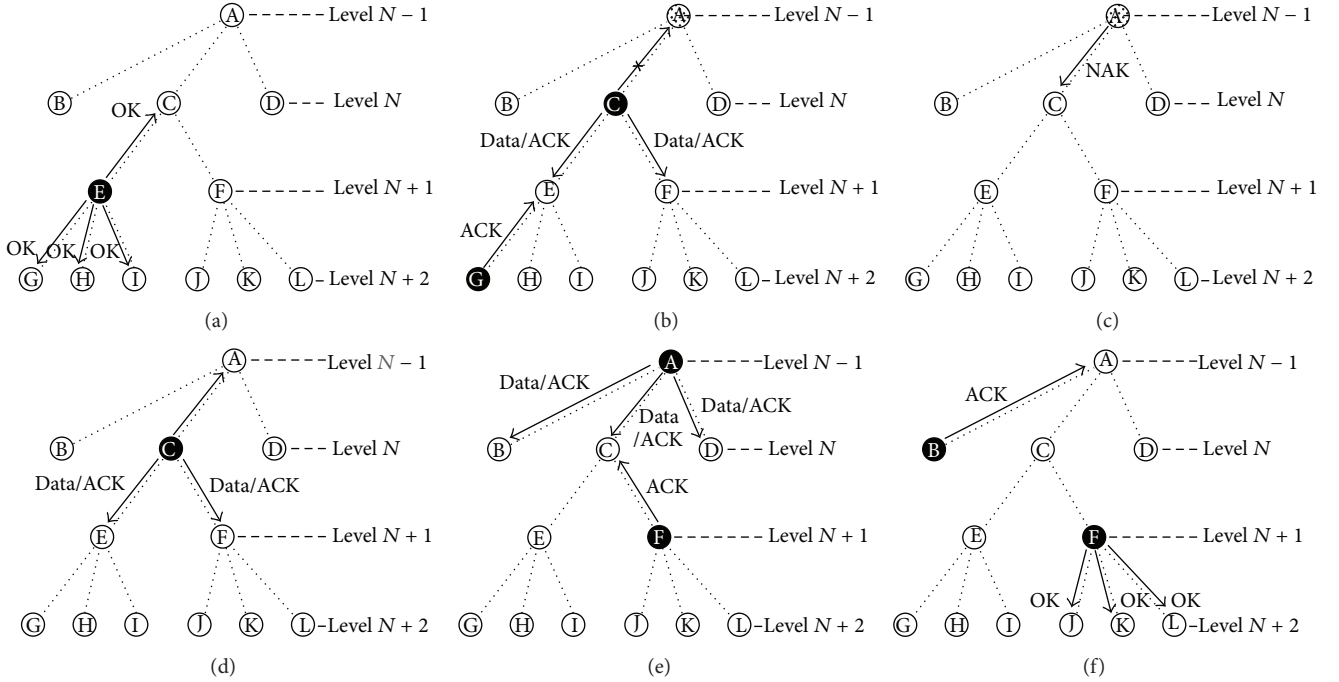 A Level N − 1
B C D Level N
OK
E F Level N + 1
OK OK OK
G H I J K L Level N + 2
(a)
A Level N − 1
B C D Level N
Data/ACK Data/ACK
E F Level N + 1
ACK
G H I J K L Level N + 2
(b)
A Level N − 1
NAK
B C D Level N
E F Level N + 1
G H I J K L Level N + 2
(c)
A Level N − 1
B C D Level N
Data/ACK Data/ACK
E F Level N + 1
G H I J K L Level N + 2
(d)
A Level N − 1
Data/ACK Data/ACK
Data
/ACK
B C D Level N
ACK
E F Level N + 1
G H I J K L Level N + 2
(e)
A Level N − 1
ACK
B C D Level N
E F Level N + 1
OK OK OK
G H I J K L Level N + 2
(f)